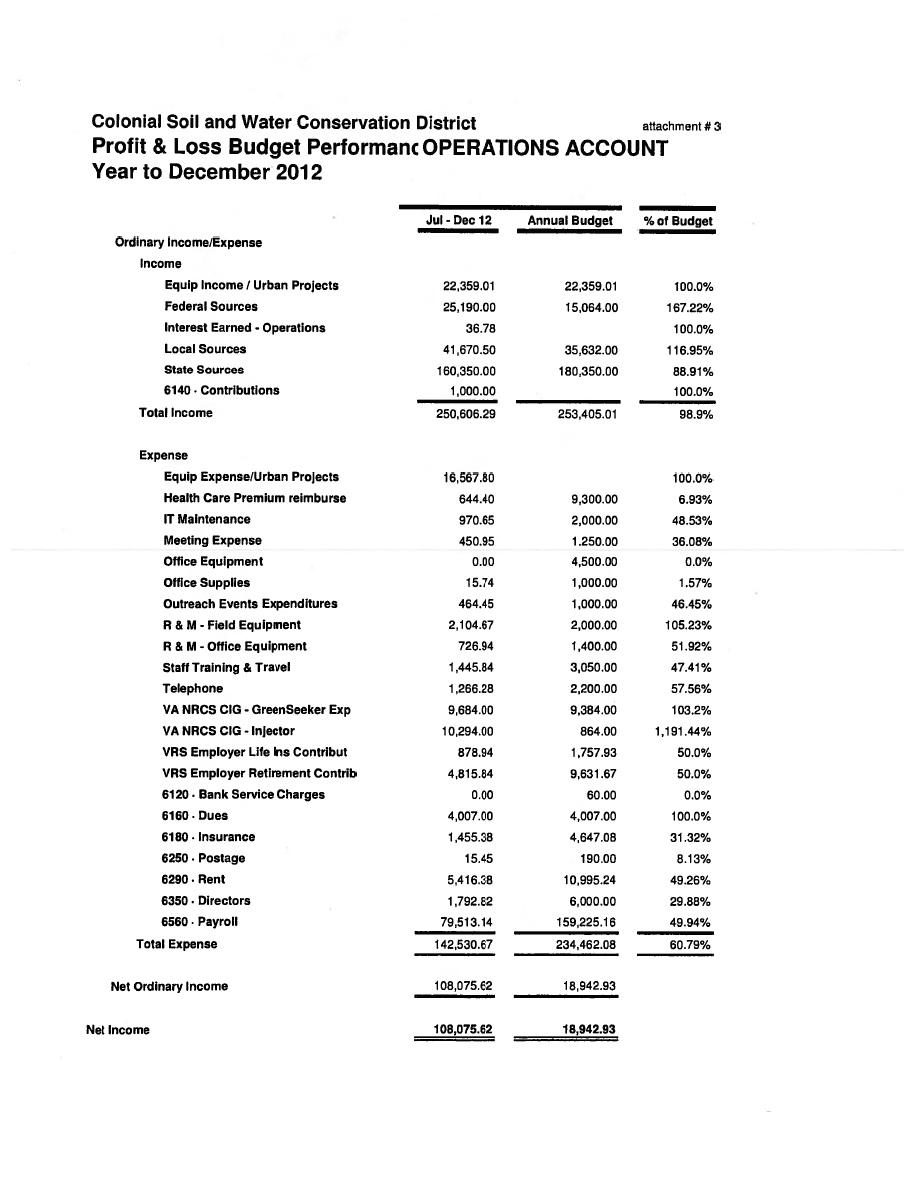 Colonial Soil and Water Conservation District attachment # 3
Profit & Loss Budget Performanc OPERATIONS ACCOUNT
Year to December 2012
Jul - Dec 12 Annual Budget % of Budget
Ordinary Income/Expense
Income
Equip Income / Urban Projects 22,359.01 22,359.01 100.0%
Federal Sources 25,190.00 15,064.00 167.22%
Interest Earned - Operations 36.78 100.0%
Local Sources 41,670.50 35,632.00 116.95%
State Sources 160,350.00 180,350.00 88.91%
6140 · Contributions 1,000.00 100.0%
Total Income 250,606.29 253,405.01 98.9%
Expense
Equip Expense/Urban Projects 16,567.80 100.0%
Health Care Premium reimburse 644.40 9,300.00 6.93%
IT Maintenance 970.65 2,000.00 48.53%
Meeting Expense 450.95 1.250.00 36.08%
Office Equipment 0.00 4,500.00 0.0%
Office Supplies 15.74 1,000.00 1.57%
Outreach Events Expenditures 464.45 1,000.00 46.45%
R & M - Field Equipment 2,104.67 2,000.00 105.23%
R & M - Office Equipment 726.94 1,400.00 51.92%
Staff Training & Travel 1,445.84 3,050.00 47.41%
Telephone 1,266.28 2,200.00 57.56%
VA NRCS CIG - GreenSeeker Exp 9,684.00 9,384.00 103.2%
VA NRCS CIG - Injector 10,294.00 864.00 1,191.44%
VRS Employer Life Ins Contribut 878.94 1,757.93 50.0%
VRS Employer Retirement Contrib 4,815.84 9,631.67 50.0%
6120 · Bank Service Charges 0.00 60.00 0.0%
6160 · Dues 4,007.00 4,007.00 100.0%
6180 · Insurance 1,455.38 4,647.08 31.32%
6250 · Postage 15.45 190.00 8.13%
6290 · Rent 5,416.38 10,995.24 49.26%
6350 · Directors 1,792.82 6,000.00 29.88%
6560 · Payroll 79,513.14 159,225.16 49.94%
Total Expense 142,530.67 234,462.08 60.79%
Net Ordinary Income 108,075.62 18,942.93
Net Income 108,075.62 18,942.93